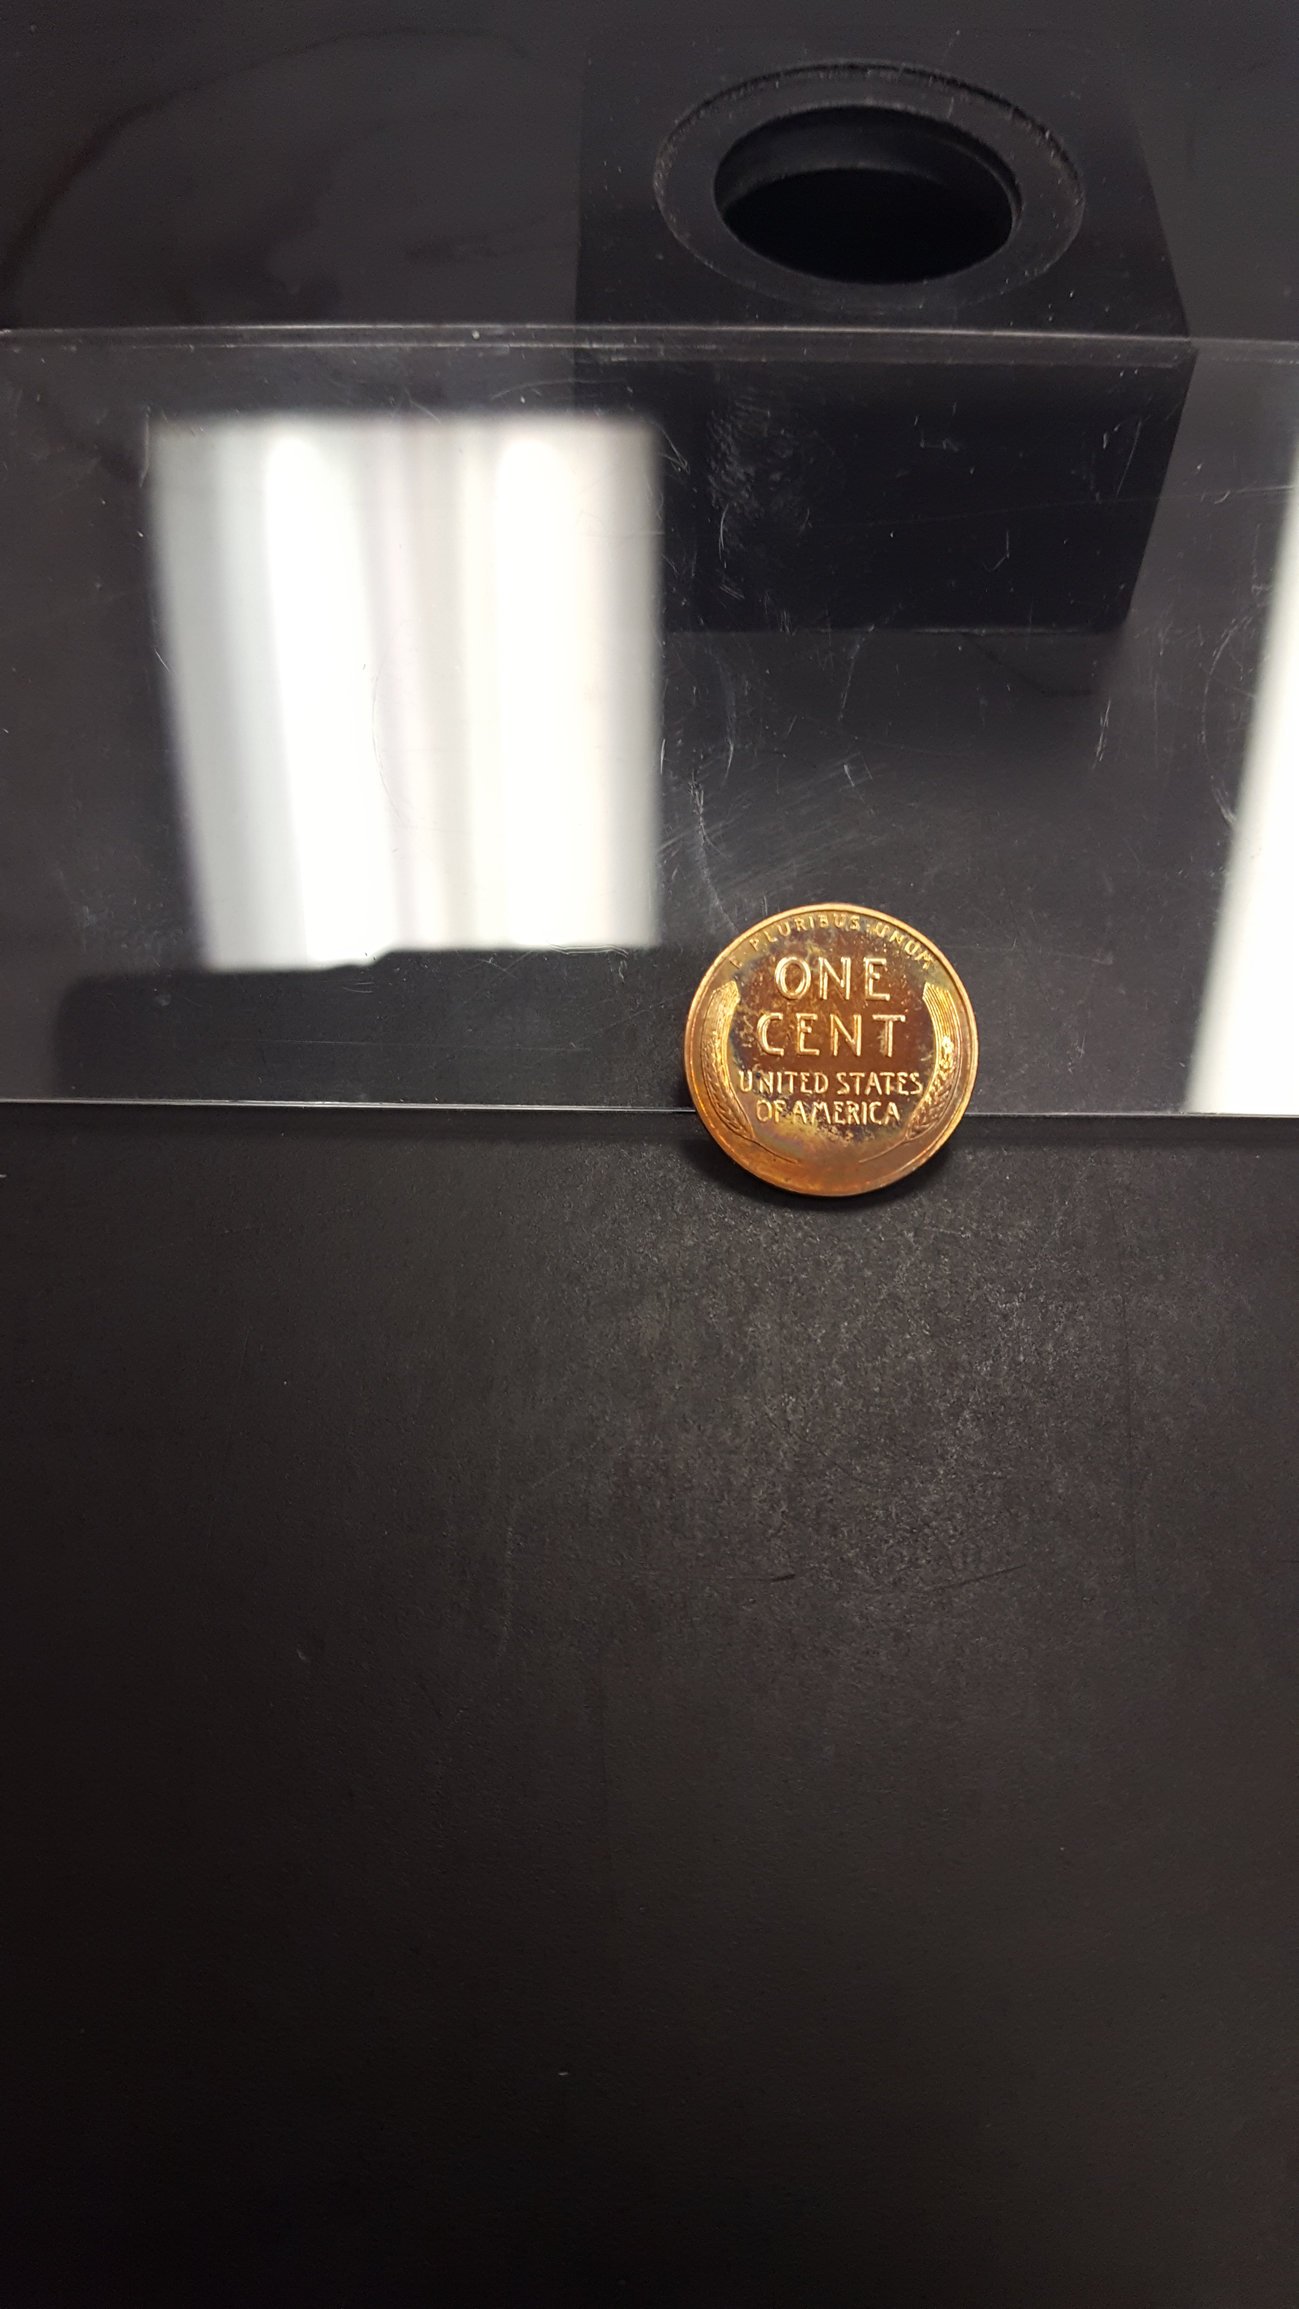 E PLURIBUS UNUM
ONE
CENT
UNITED STATES
OF AMERICA